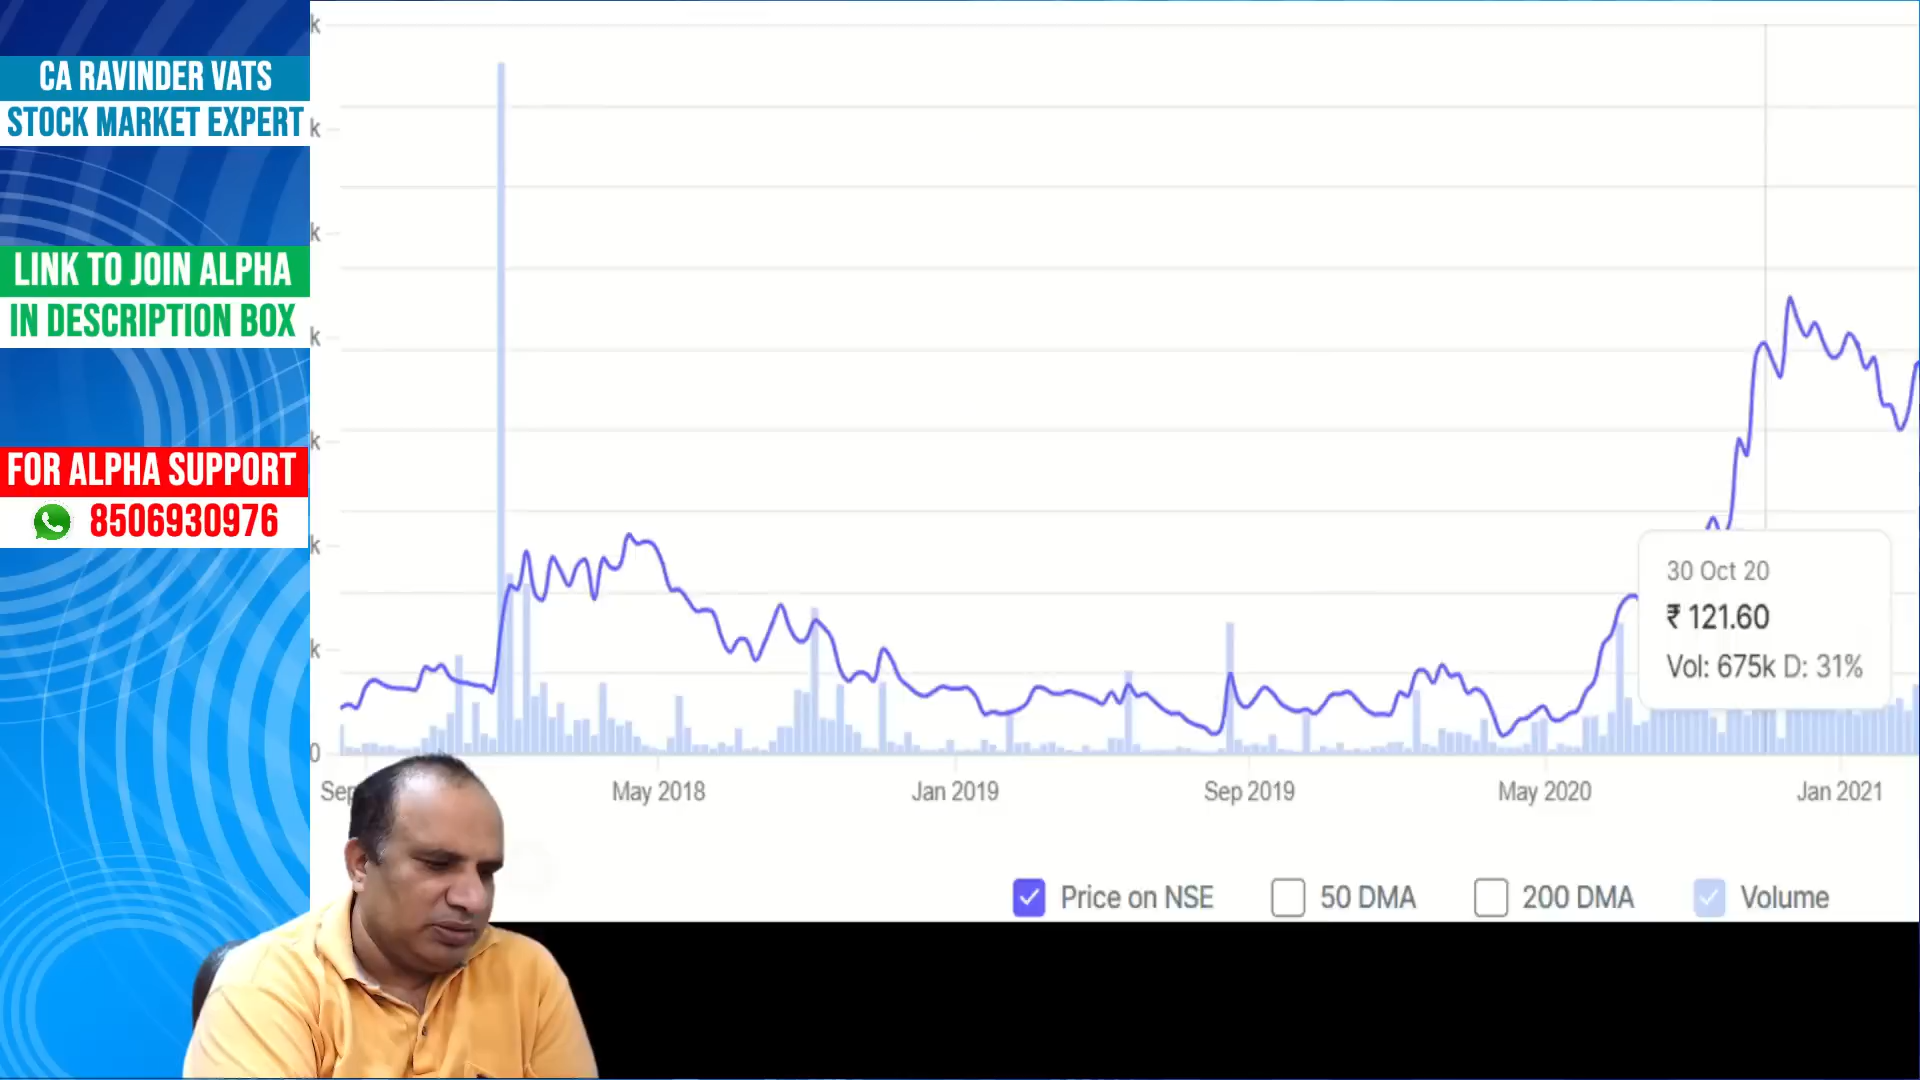 CA RAVINDER VATS
STOCK MARKET EXPERT
LINK TO JOIN ALPHA
IN DESCRIPTION BOX
FOR ALPHA SUPPORT
8506930976
k
k
k
k
k
k
k
0
30 Oct 20
₹ 121.60
Vol: 675k D: 31%
Sep
May 2018
Jan 2019
Sep 2019
May 2020
Jan 2021
Price on NSE
50 DMA
200 DMA
Volume